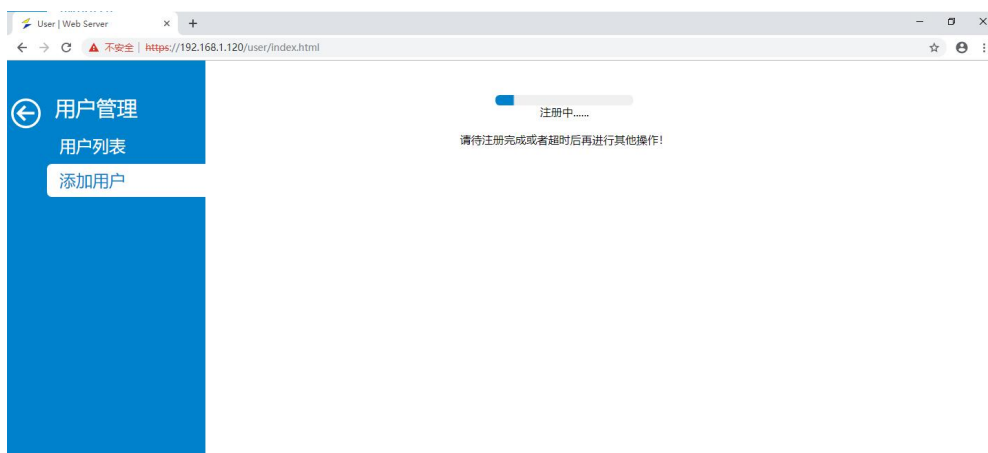 User | Web Server
不安全 | https://192.168.1.120/user/index.html
用户管理
用户列表
添加用户
注册中......
请待注册完成或者超时后再进行其他操作!